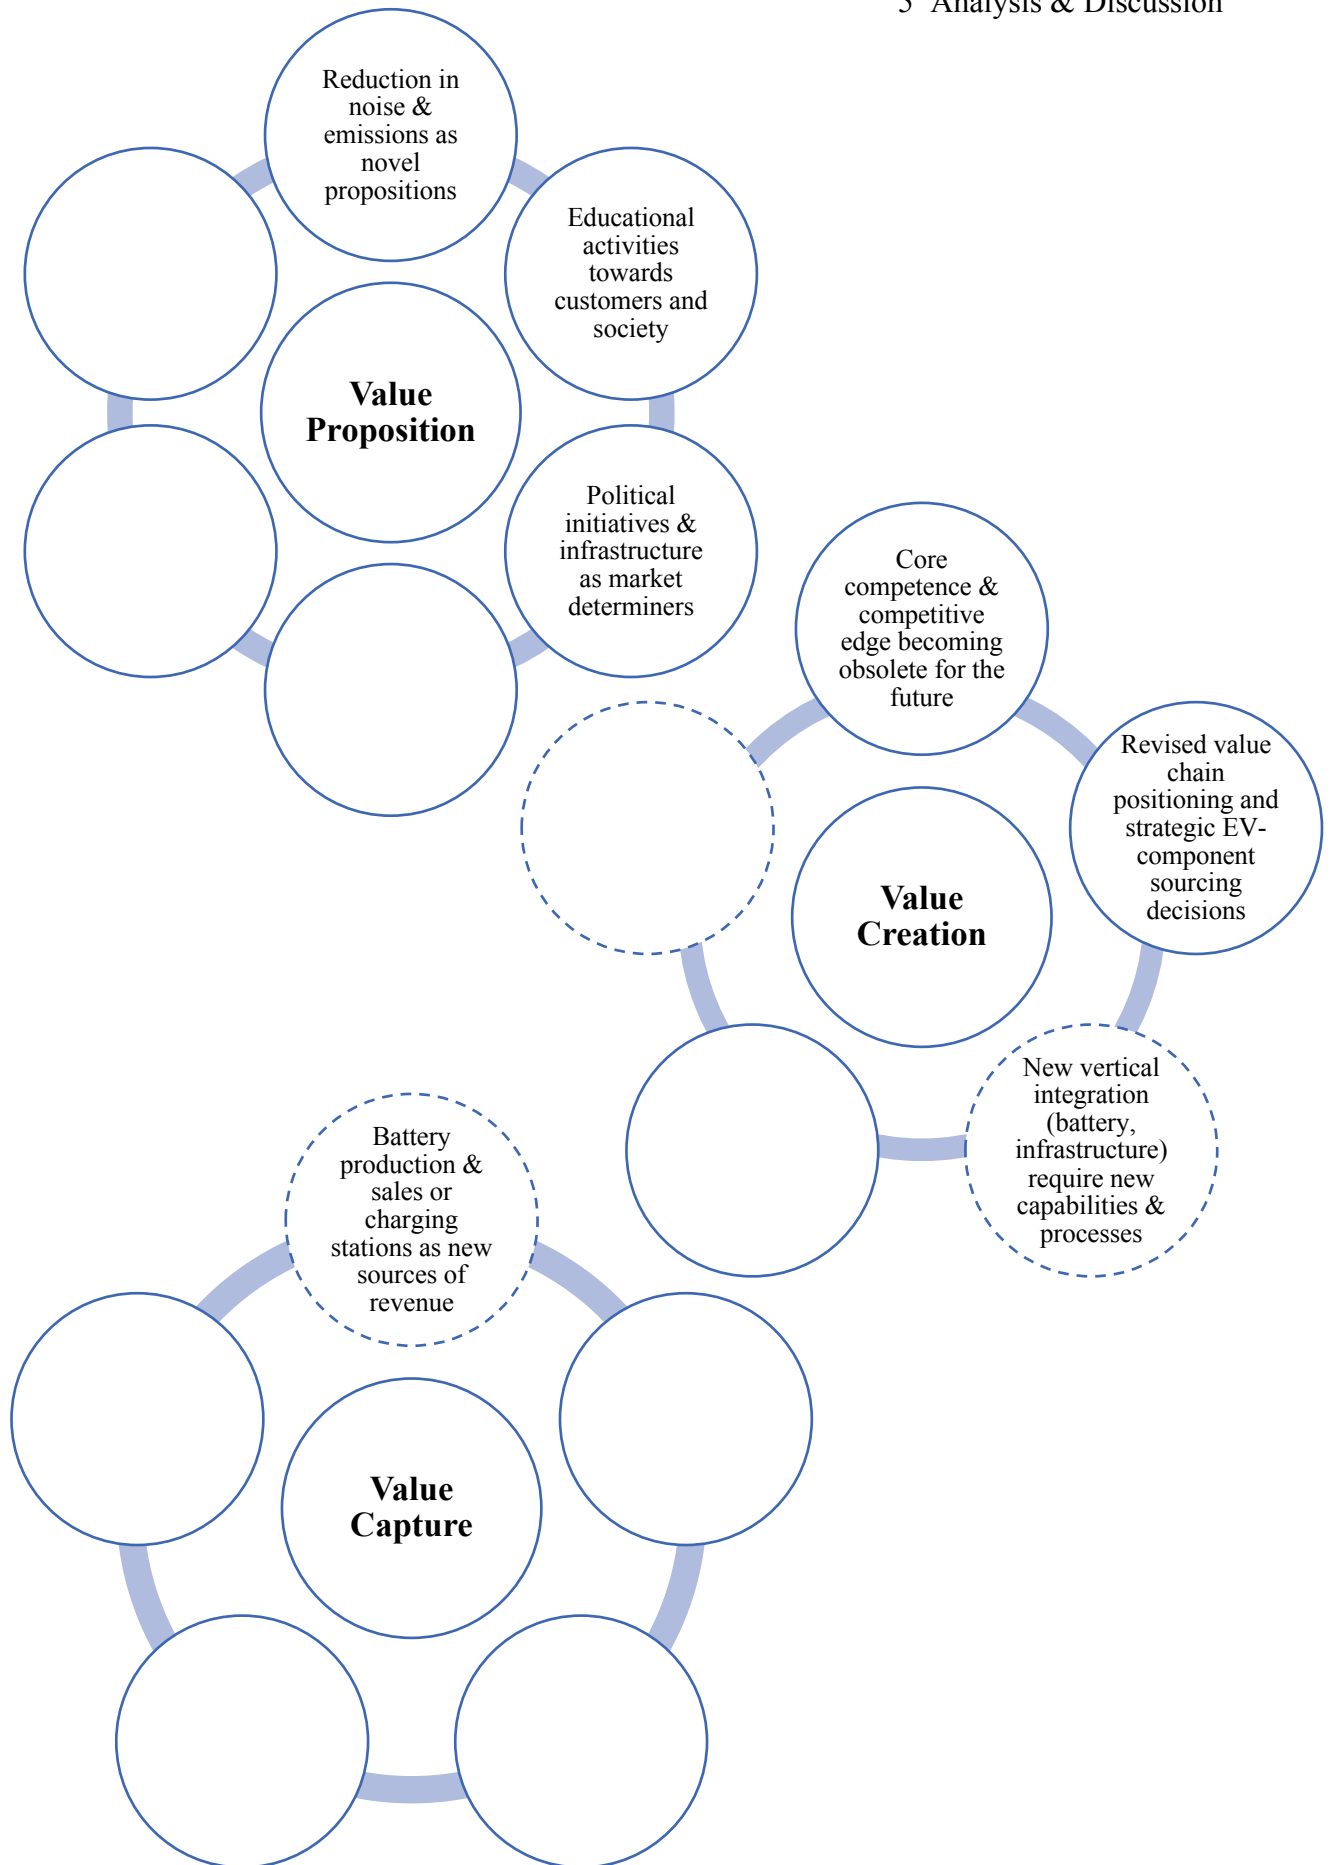 5 Analysis & Discussion
Reduction in
noise &
emissions as
novel
propositions
Educational
activities
towards
customers and
society
Value
Proposition
Political
initiatives &
infrastructure
as market
determiners
Core
competence &
competitive
edge becoming
obsolete for the
future
Revised value
chain
positioning and
strategic EV-
component
sourcing
decisions
Value
Creation
New vertical
integration
(battery,
infrastructure)
require new
capabilities &
processes
Battery
production &
sales or
charging
stations as new
sources of
revenue
Value
Capture